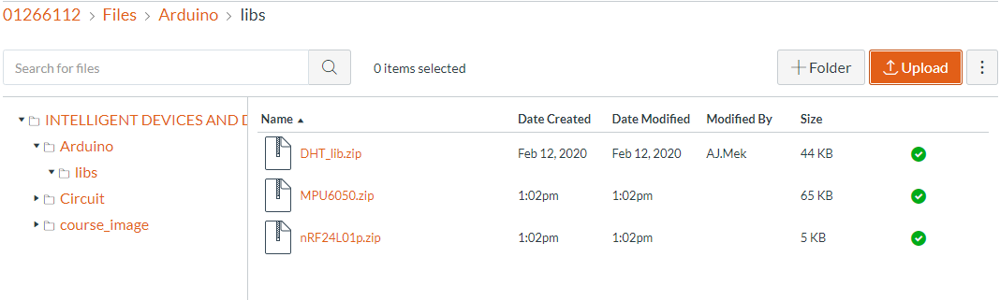 01266112 > Files > Arduino > libs
Search for files
0 items selected
Folder
Upload
INTELLIGENT DEVICES AND D
Arduino
libs
Circuit
course_image
Name Date Created Date Modified Modified By Size
DHT_lib.zip Feb 12, 2020 Feb 12, 2020 AJ.Mek 44 KB
MPU6050.zip 1:02pm 1:02pm 65 KB
nRF24L01p.zip 1:02pm 1:02pm 5 KB